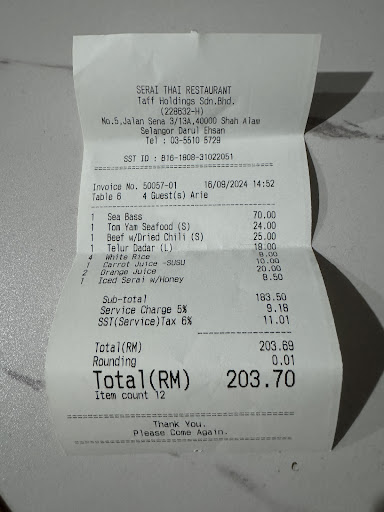 SERAI THAI RESTAURANT
Taff Holdings Sdn.Bhd.
(228632-H)
No.5,Jalan Sena 3/13A,40000 Shah Alam
Selangor Darul Ehsan
Tel : 03-5510 5729
SST ID : B16-1808-31022051
Invoice No. 50057-01 16/09/2024 14:52
Table 6 4 Guest(s) Arie
1 Sea Bass 70.00
1 Tom Yam Seafood (S) 24.00
1 Beef w/Dried Chili (S) 25.00
1 Telur Dadar (L) 18.00
4 White Rice 8.00
1 Carrot Juice -SUSU 10.00
2 Orange Juice 20.00
1 Iced Serai w/Honey 8.50
Sub-total 183.50
Service Charge 5% 9.18
SST(Service)Tax 6% 11.01
Total(RM) 203.69
Rounding 0.01
Total(RM) 203.70
Item count 12
Thank You.
Please Come Again.